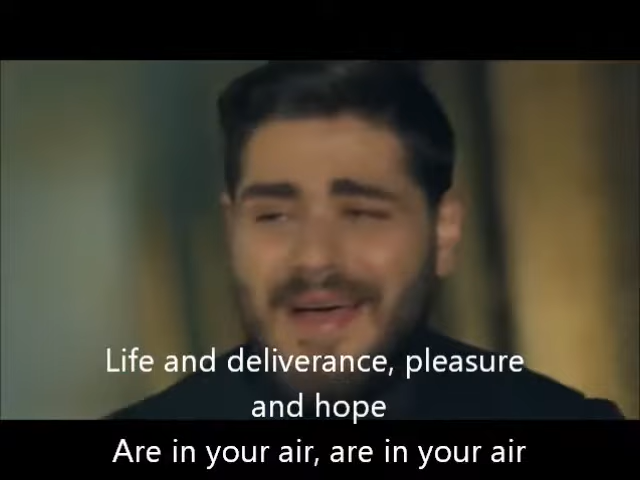 Life and deliverance, pleasure
and hope
Are in your air, are in your air